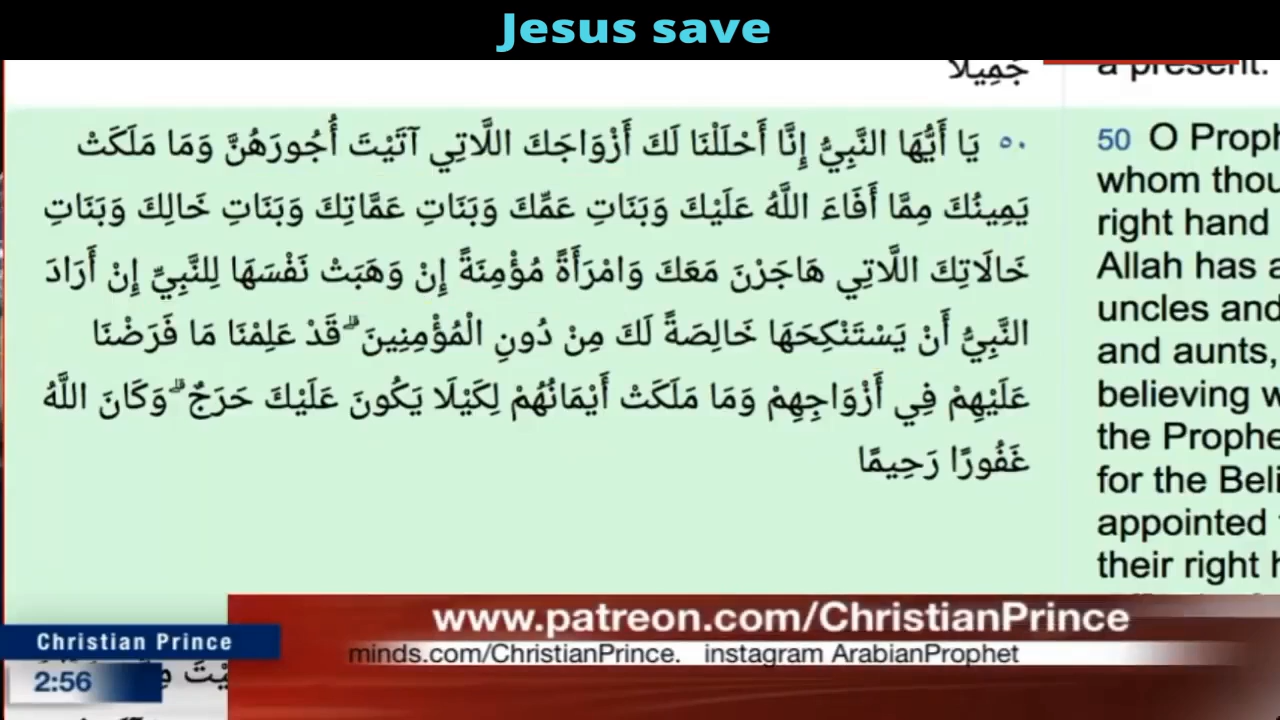 Jesus save
جَمِيلًا
a present.
٥٠ يَا أَيُّهَا النَّبِيُّ إِنَّا أَحْلَلْنَا لَكَ أَزْوَاجَكَ اللَّاتِي آتَيْتَ أُجُورَهُنَّ وَمَا مَلَكَتْ
يَمِينُكَ مِمَّا أَفَاءَ اللَّهُ عَلَيْكَ وَبَنَاتِ عَمِّكَ وَبَنَاتِ عَمَّاتِكَ وَبَنَاتِ خَالِكَ وَبَنَاتِ
خَالَاتِكَ اللَّاتِي هَاجَرْنَ مَعَكَ وَامْرَأَةً مُؤْمِنَةً إِنْ وَهَبَتْ نَفْسَهَا لِلنَّبِيِّ إِنْ أَرَادَ
النَّبِيُّ أَنْ يَسْتَنْكِحَهَا خَالِصَةً لَكَ مِنْ دُونِ الْمُؤْمِنِينَ ۗ قَدْ عَلِمْنَا مَا فَرَضْنَا
عَلَيْهِمْ فِي أَزْوَاجِهِمْ وَمَا مَلَكَتْ أَيْمَانُهُمْ لِكَيْلَا يَكُونَ عَلَيْكَ حَرَجٌ ۗ وَكَانَ اللَّهُ
غَفُورًا رَحِيمًا
50 O Proph
whom thou
right hand
Allah has a
uncles and
and aunts,
believing w
the Prophe
for the Beli
appointed
their right h
www.patreon.com/ChristianPrince
Christian Prince
minds.com/ChristianPrince. instagram ArabianProphet
2:56